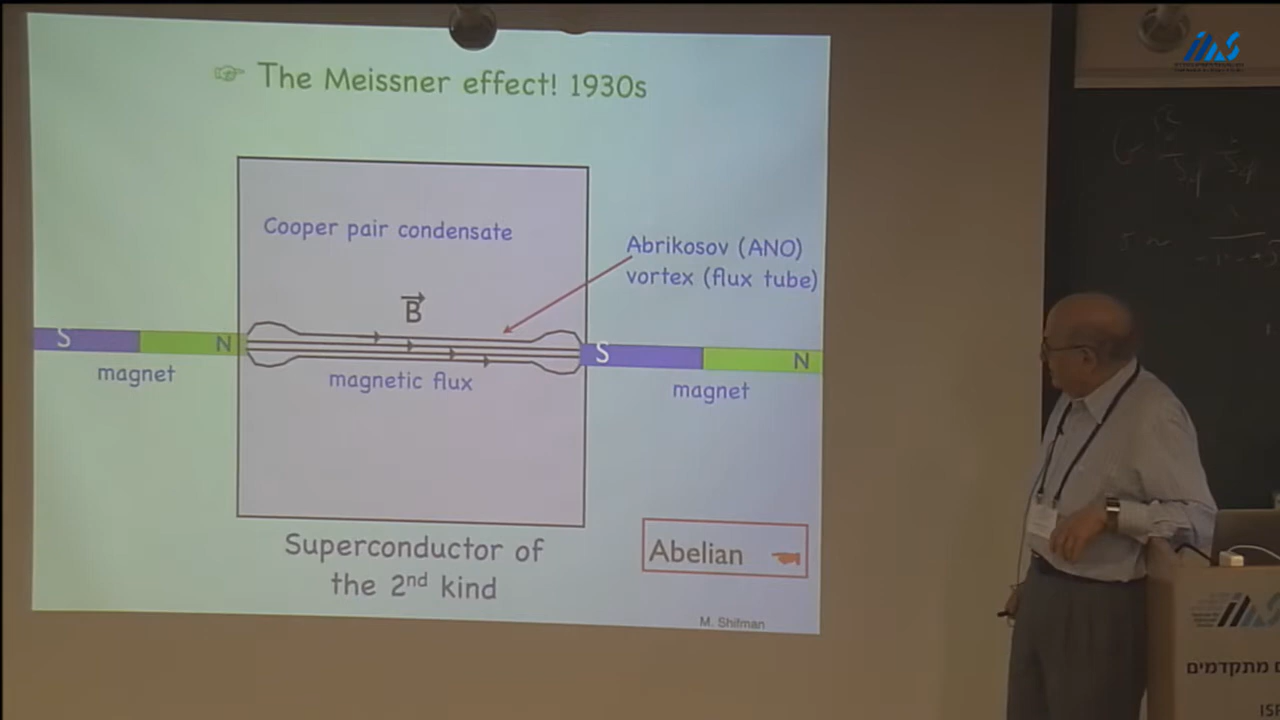 ☞ The Meissner effect! 1930s
Cooper pair condensate
Abrikosov (ANO)
vortex (flux tube)
B
S
N
S
N
magnet
magnetic flux
magnet
Superconductor of
the 2nd kind
Abelian
M. Shifman
ם מתקדמים